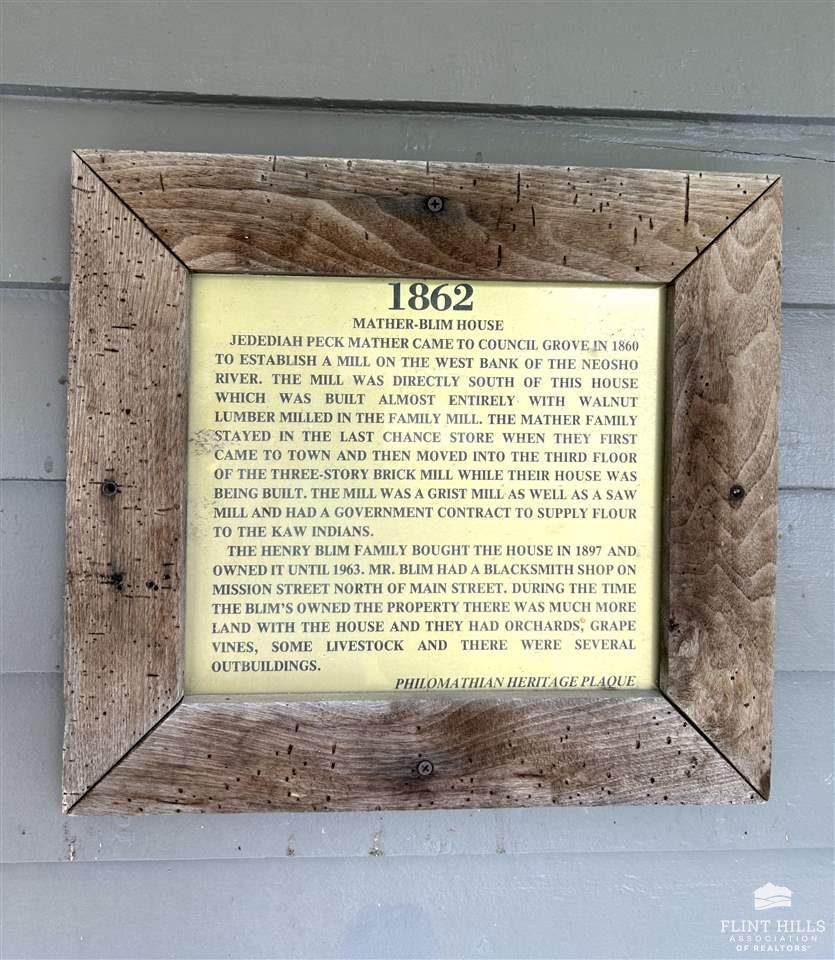 1862
MATHER-BLIM HOUSE
JEDEDIAH PECK MATHER CAME TO COUNCIL GROVE IN 1860
TO ESTABLISH A MILL ON THE WEST BANK OF THE NEOSHO
RIVER. THE MILL WAS DIRECTLY SOUTH OF THIS HOUSE
WHICH WAS BUILT ALMOST ENTIRELY WITH WALNUT
LUMBER MILLED IN THE FAMILY MILL. THE MATHER FAMILY
STAYED IN THE LAST CHANCE STORE WHEN THEY FIRST
CAME TO TOWN AND THEN MOVED INTO THE THIRD FLOOR
OF THE THREE-STORY BRICK MILL WHILE THEIR HOUSE WAS
BEING BUILT. THE MILL WAS A GRIST MILL AS WELL AS A SAW
MILL AND HAD A GOVERNMENT CONTRACT TO SUPPLY FLOUR
TO THE KAW INDIANS.
THE HENRY BLIM FAMILY BOUGHT THE HOUSE IN 1897 AND
OWNED IT UNTIL 1963. MR. BLIM HAD A BLACKSMITH SHOP ON
MISSION STREET NORTH OF MAIN STREET. DURING THE TIME
THE BLIM'S OWNED THE PROPERTY THERE WAS MUCH MORE
LAND WITH THE HOUSE AND THEY HAD ORCHARDS, GRAPE
VINES, SOME LIVESTOCK AND THERE WERE SEVERAL
OUTBUILDINGS.
PHILOMATHIAN HERITAGE PLAQUE
FLINT HILLS
ASSOCIATION
OF REALTORS®